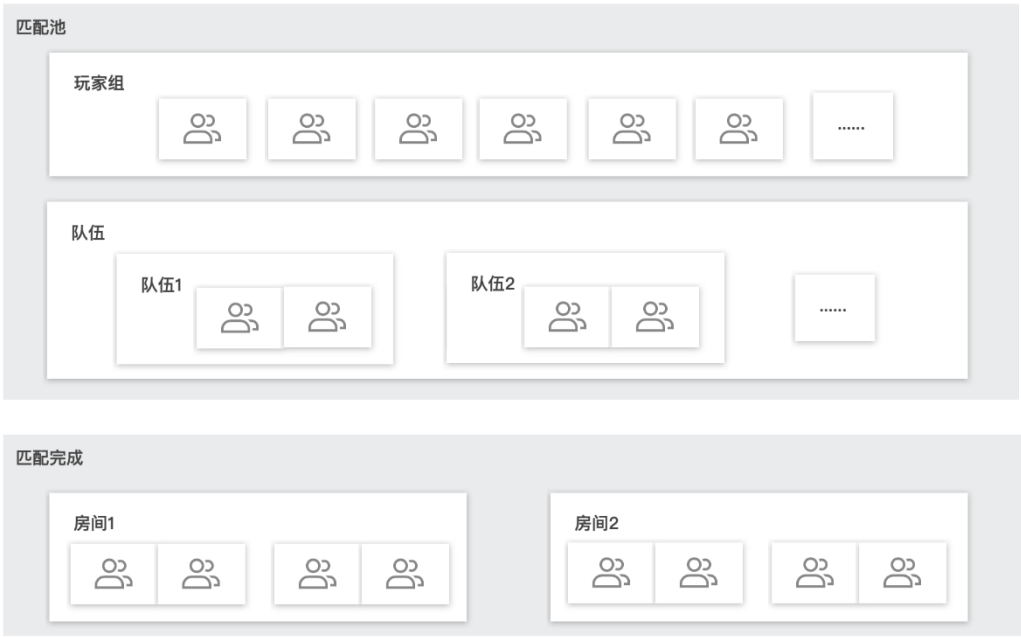 匹配池
玩家组
......
队伍
队伍1
队伍2
......
匹配完成
房间1
房间2